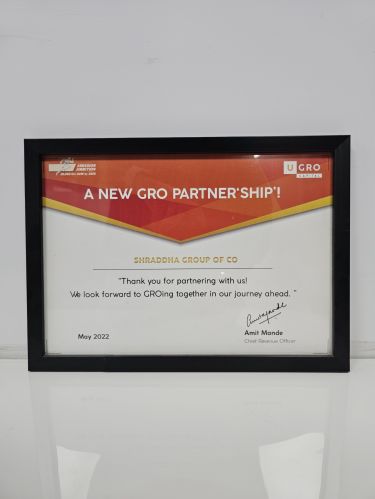 U GRO
CAPITAL
A NEW GRO PARTNER'SHIP'!
SHRADDHA GROUP OF CO
"Thank you for partnering with us!
We look forward to GROing together in our journey ahead. "
May 2022
Amit Mande
Chief Revenue Officer